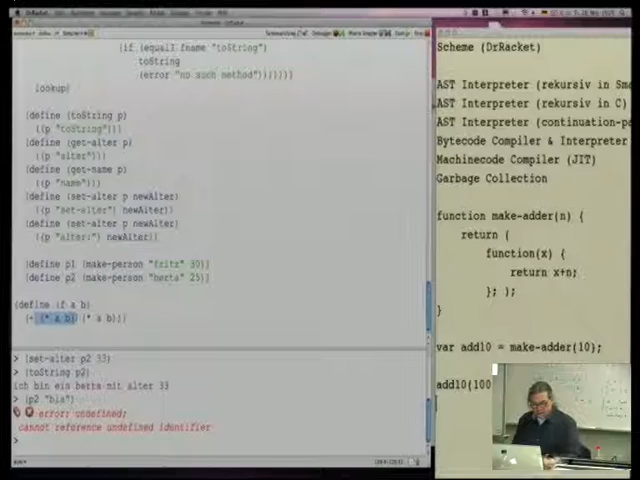 (if (equal? fname "toString")
toString
(error "no such method")))))))
lookup)
(define (toString p)
((p "toString")))
(define (get-alter p)
((p "alter")))
(define (get-name p)
((p "name")))
(define (set-alter p newAlter)
((p "set-alter") newAlter))
(define (set-alter p newAlter)
((p "alter:") newAlter))
(define p1 (make-person "fritz" 30))
(define p2 (make-person "berta" 25))
(define (f a b)
(+ (* a b) (* a b)))
> (set-alter p2 33)
> (toString p2)
ich bin ein berta mit alter 33
> (p2 "bla")
error: undefined;
cannot reference undefined identifier
>
Scheme (DrRacket)
AST Interpreter (rekursiv in Sma
AST Interpreter (rekursiv in C)
AST Interpreter (continuation-pa
Bytecode Compiler & Interpreter
Machinecode Compiler (JIT)
Garbage Collection
function make-adder(n) {
return (
function(x) {
return x+n;
}; );
}
var add10 = make-adder(10);
add10(100